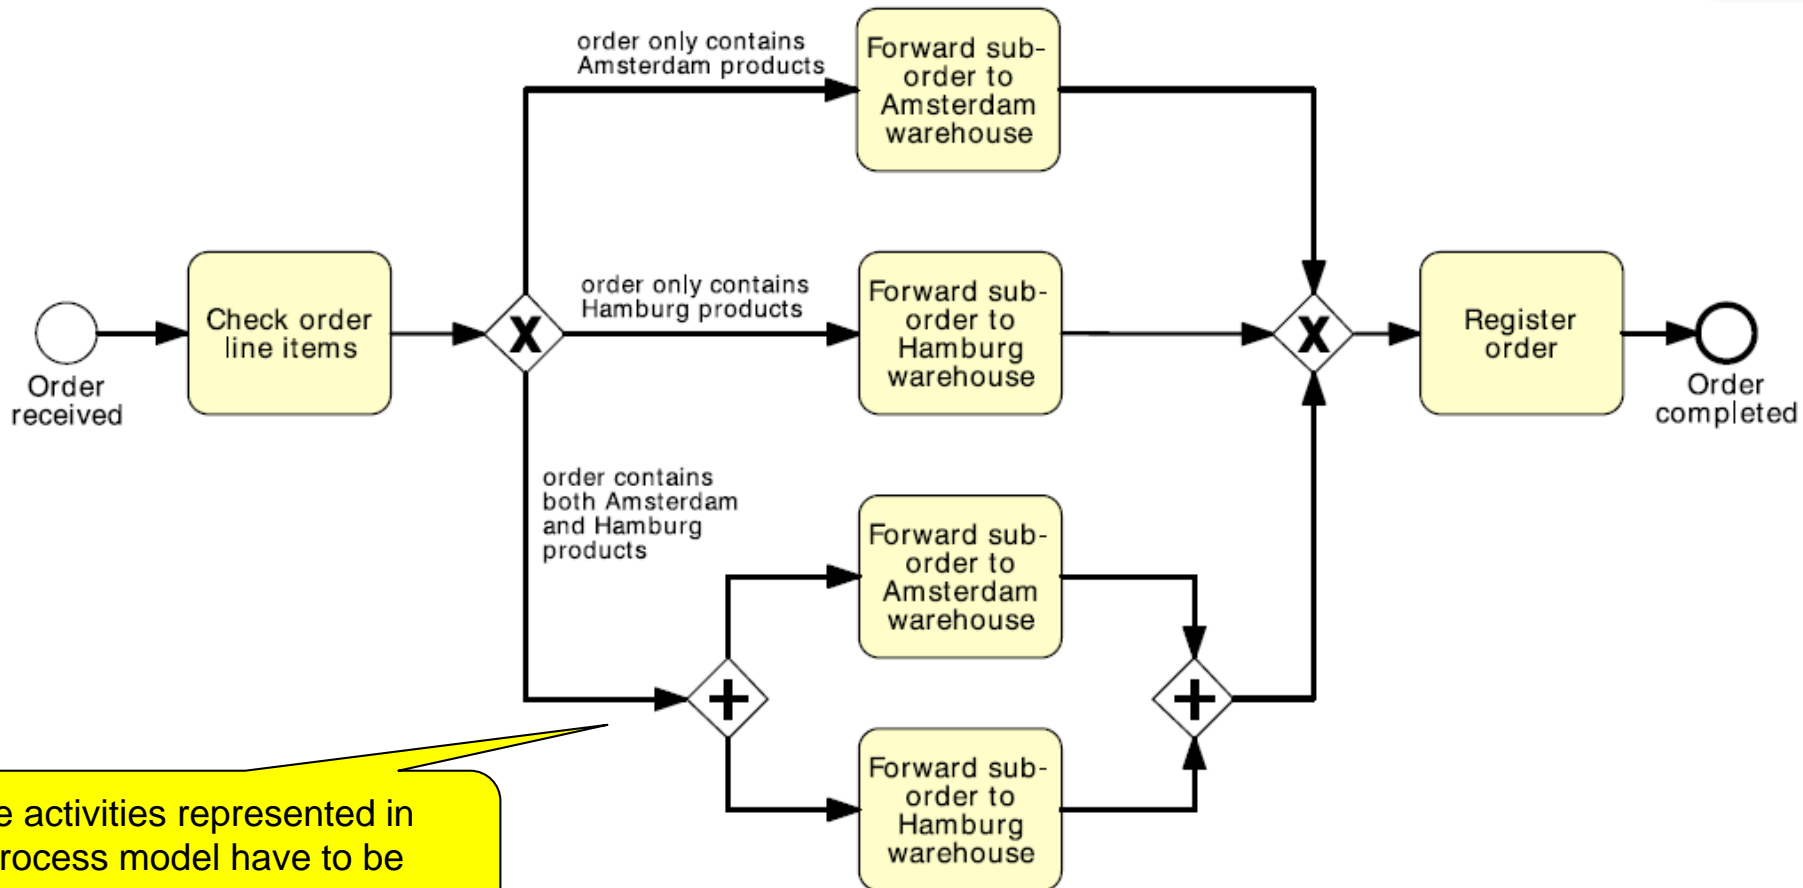 order only contains
Amsterdam products
Forward sub-
order to
Amsterdam
warehouse
Order
received
Check order
line items
X
order only contains
Hamburg products
Forward sub-
order to
Hamburg
warehouse
X
Register
order
Order
completed
order contains
both Amsterdam
and Hamburg
products
Forward sub-
order to
Amsterdam
warehouse
+
+
Forward sub-
order to
Hamburg
warehouse
activities represented in
model have to be